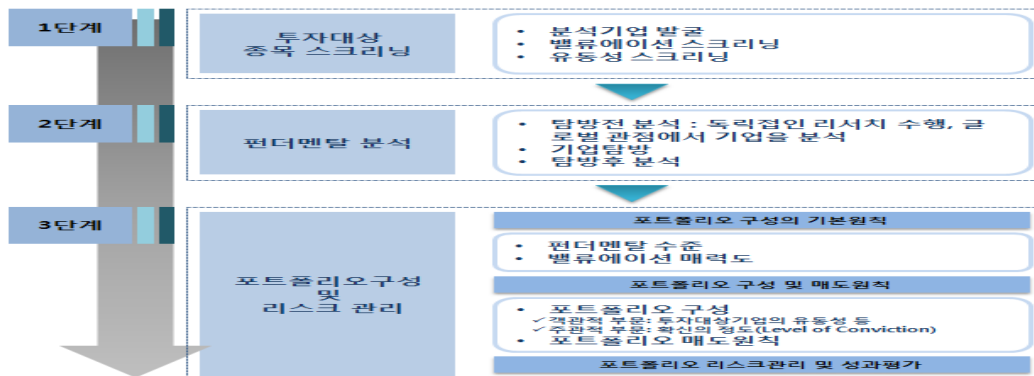 1단계
투자대상
종목 스크리닝
• 분석기업 발굴
• 밸류에이션 스크리닝
• 유동성 스크리닝
2단계
펀더멘탈 분석
• 탐방전 분석 : 독립접인 리서치 수행, 글
로벌 관점에서 기업을 분석
• 기업탐방
• 탐방후 분석
3단계
포트폴리오구성
및
리스크 관리
포트폴리오 구성의 기본원칙
• 펀더멘탈 수준
• 밸류에이션 매력도
포트폴리오 구성 및 매도원칙
• 포트폴리오 구성
✓객관적 부문: 투자대상기업의 유동성 등
✓주관적 부문: 확신의 정도(Level of Conviction)
• 포트폴리오 매도원칙
포트폴리오 리스크관리 및 성과평가